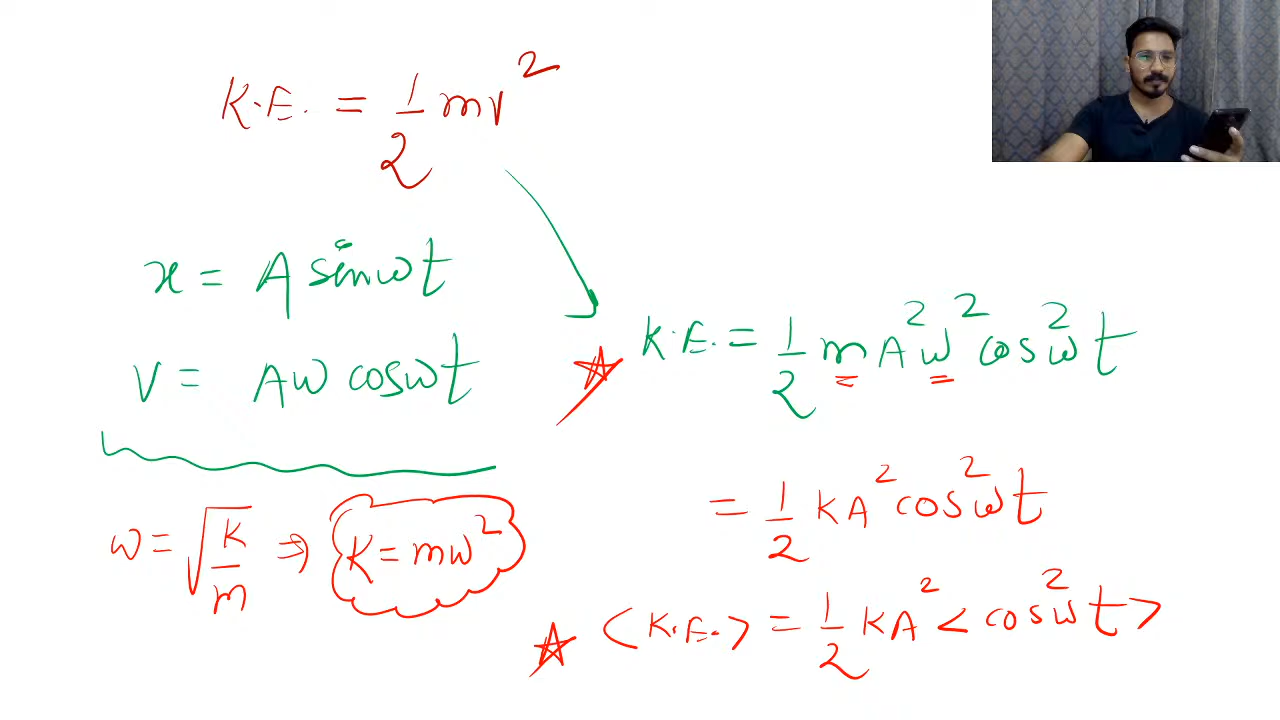 K.E. = 1/2 mv²
x = A sinωt
v = Aω cosωt
ω = √(k/m) ⇒ K = mω²
K.E. = 1/2 mA²ω² cos²ωt
= 1/2 KA² cos²ωt
<K.E.> = 1/2 KA² <cos²ωt>